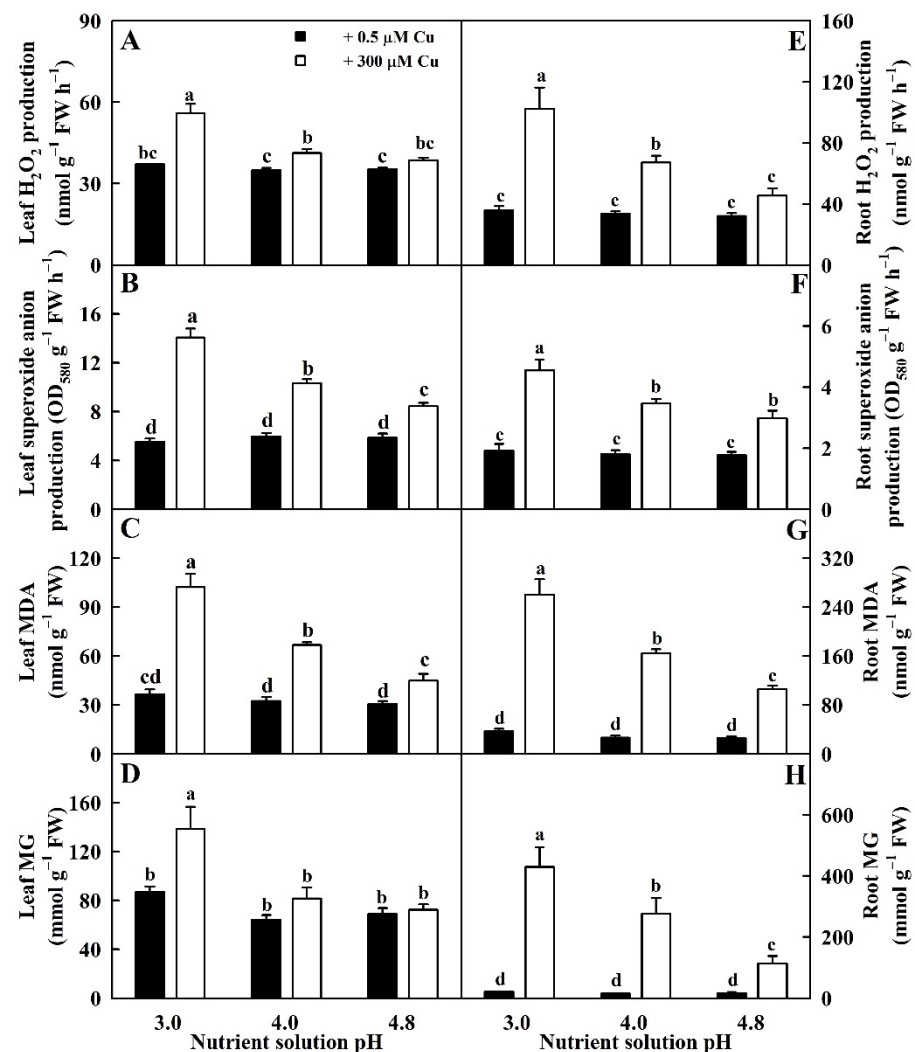 A
+ 0.5 μM Cu
+ 300 μM Cu
Leaf H₂O₂ production
(nmol g⁻¹ FW h⁻¹)
90
60
30
0
bc
a
c
b
c
bc
E
Root H₂O₂ production
(nmol g⁻¹ FW h⁻¹)
160
120
80
40
0
c
a
c
b
c
c
B
Leaf superoxide anion
production (OD₅₈₀ g⁻¹ FW h⁻¹)
16
12
8
4
0
d
a
d
b
d
c
F
Root superoxide anion
production (OD₅₈₀ g⁻¹ FW h⁻¹)
6
4
2
0
c
a
c
b
c
b
C
Leaf MDA
(nmol g⁻¹ FW)
120
90
60
30
0
cd
a
d
b
d
c
G
Root MDA
(nmol g⁻¹ FW)
320
240
160
80
0
d
a
d
b
d
c
D
Leaf MG
(mmol g⁻¹ FW)
160
120
80
40
0
b
a
b
b
b
b
3.0 4.0 4.8
Nutrient solution pH
H
Root MG
(mmol g⁻¹ FW)
600
400
200
0
d
a
d
b
d
c
3.0 4.0 4.8
Nutrient solution pH